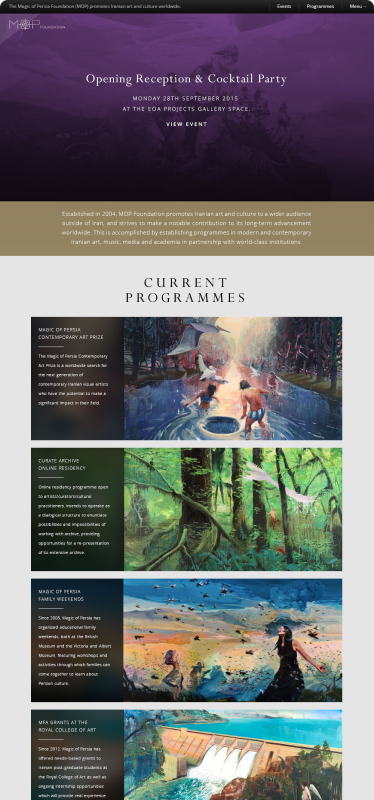 The Magic of Persia Foundation (MOP) promotes Iranian art and culture worldwide.
Events
Programmes
Menu
MOP FOUNDATION
Opening Reception & Cocktail Party
MONDAY 28TH SEPTEMBER 2015
AT THE EOA PROJECTS GALLERY SPACE.
VIEW EVENT
Established in 2004, MOP Foundation promotes Iranian art and culture to a wider audience
outside of Iran, and strives to make a notable contribution to its long-term advancement
worldwide. This is accomplished by establishing programmes in modern and contemporary
Iranian art, music, media and academia in partnership with world-class institutions.
CURRENT
PROGRAMMES
MAGIC OF PERSIA
CONTEMPORARY ART PRIZE
The Magic of Persia Contemporary
Art Prize is a worldwide search for
the next generation of
contemporary Iranian visual artists
who have the potential to make a
significant impact in their field.
CURATE ARCHIVE
ONLINE RESIDENCY
Online residency programme open
to artists/curators/cultural
practitioners, intends to operate as
a dialogical structure to enunciate
possibilities and impossibilities of
working with archive, providing
opportunities for a re-presentation
of its extensive archive.
MAGIC OF PERSIA
FAMILY WEEKENDS
Since 2005, Magic of Persia has
organised educational family
weekends, both at the British
Museum and the Victoria and Albert
Museum, featuring workshops and
activities through which families can
come together to learn about
Persian culture.
MFA GRANTS AT THE
ROYAL COLLEGE OF ART
Since 2012, Magic of Persia has
offered needs-based grants to
Iranian post-graduate students at
the Royal College of Art as well as
ongoing internship opportunities
which will provide real experience